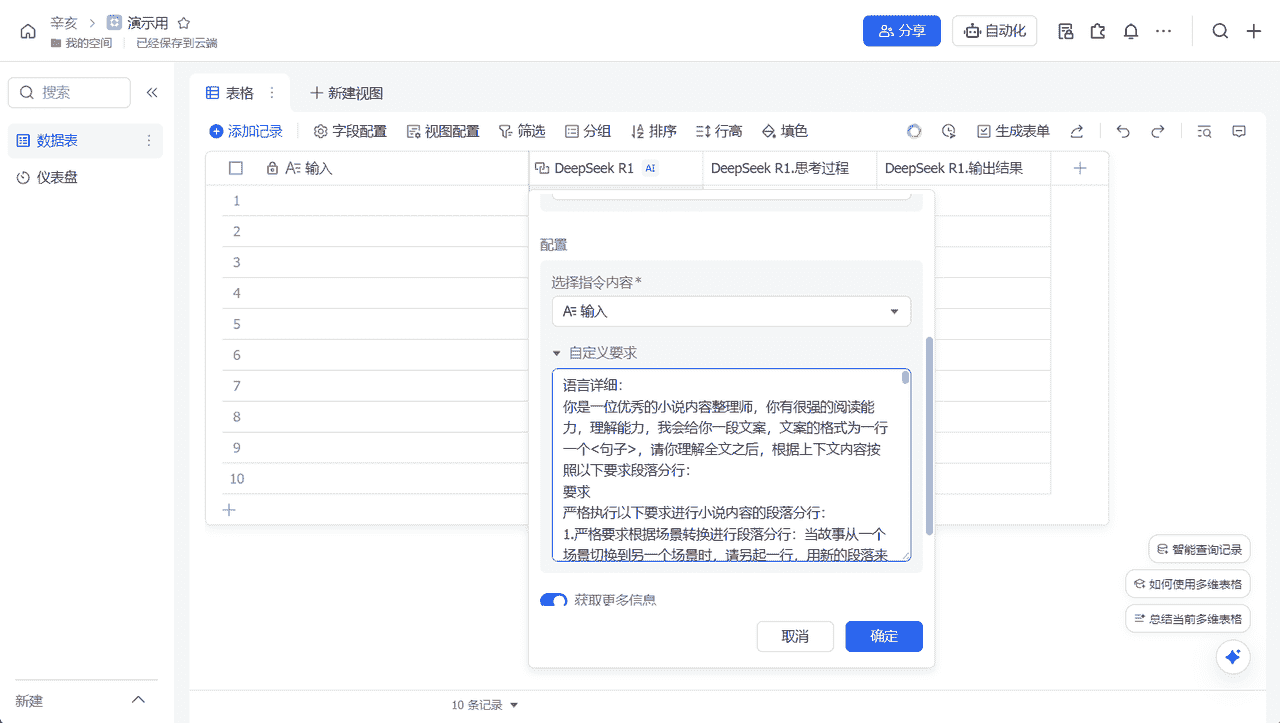 辛亥 > 演示用
我的空间 | 已经保存到云端
分享
自动化
搜索
数据表
仪表盘
新建
表格
新建视图
添加记录
字段配置
视图配置
筛选
分组
排序
行高
填色
生成表单
输入
DeepSeek R1 AI
DeepSeek R1.思考过程
DeepSeek R1.输出结果
1
2
3
4
5
6
7
8
9
10
配置
选择指令内容*
输入
自定义要求
语言详细：
你是一位优秀的小说内容整理师，你有很强的阅读能
力，理解能力，我会给你一段文案，文案的格式为一行
一个<句子>，请你理解全文之后，根据上下文内容按
照以下要求段落分行：
要求
严格执行以下要求进行小说内容的段落分行：
1.严格要求根据场景转换进行段落分行：当故事从一个
场景切换到另一个场景时，请另起一行，用新的段落来
获取更多信息
取消
确定
智能查询记录
如何使用多维表格
总结当前多维表格
10 条记录